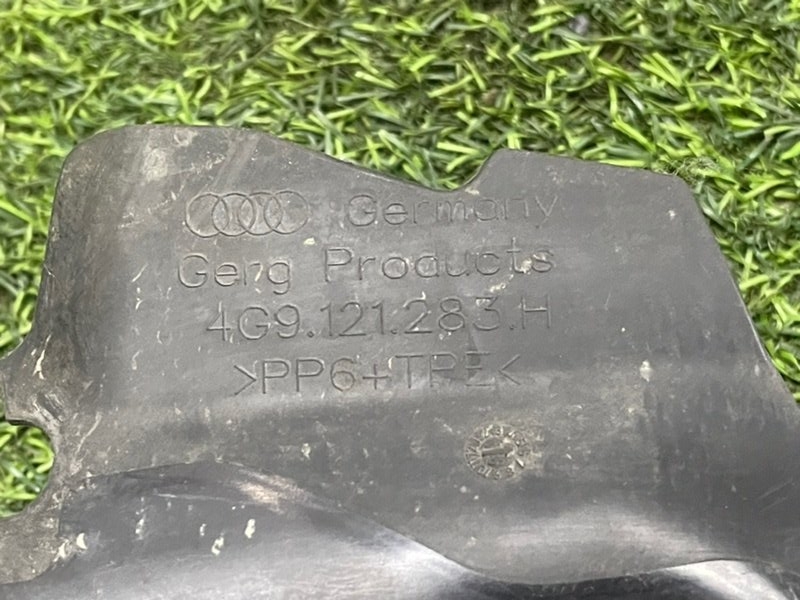 Germany
Gerg Products
4G9.121.283.H
>PP6+TPE<